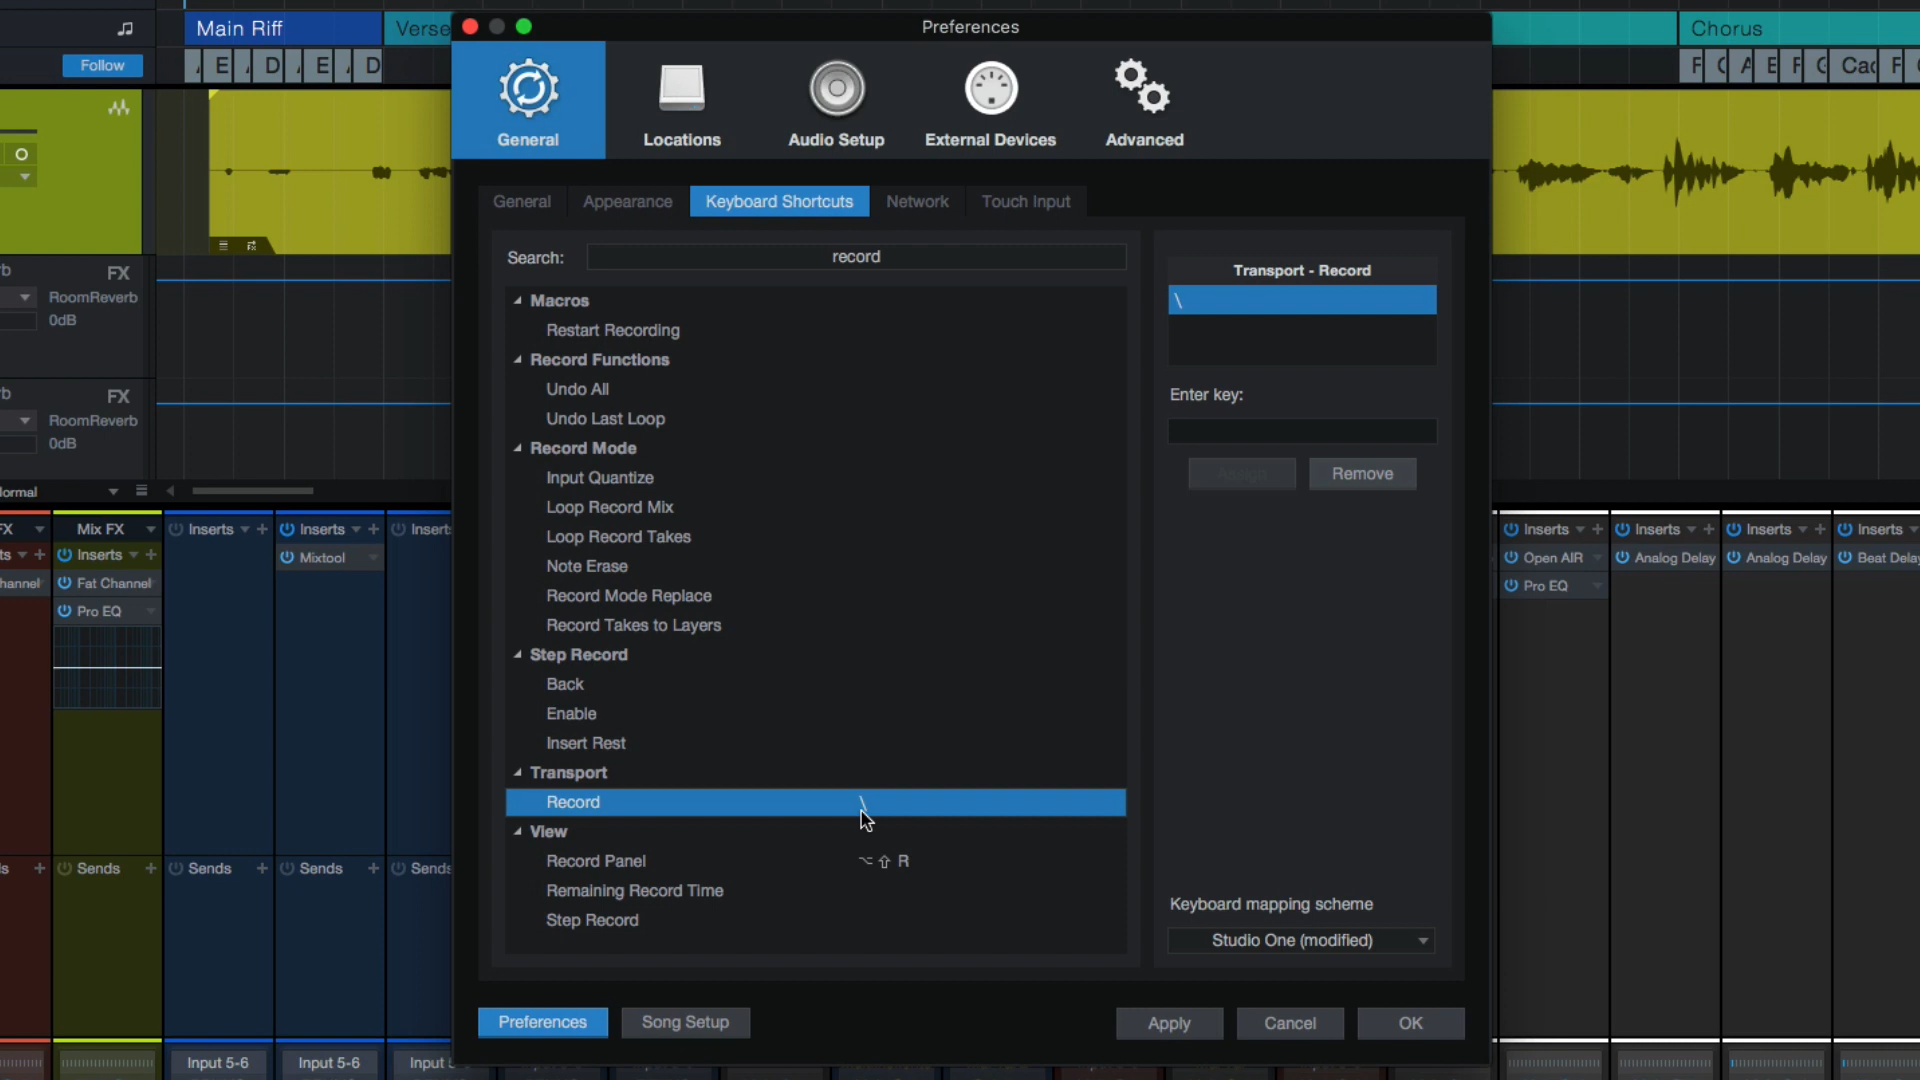 Main Riff
Verse
Preferences
Chorus
Follow
E D E D
F A E F Cad F
General
Locations
Audio Setup
External Devices
Advanced
General
Appearance
Keyboard Shortcuts
Network
Touch Input
Search:
record
Macros
Restart Recording
Record Functions
Undo All
Undo Last Loop
Record Mode
Input Quantize
Loop Record Mix
Loop Record Takes
Note Erase
Record Mode Replace
Record Takes to Layers
Step Record
Back
Enable
Insert Rest
Transport
Record \
View
Record Panel ⌥ ⇧ R
Remaining Record Time
Step Record
Transport - Record
\
Enter key:
Assign
Remove
Keyboard mapping scheme
Studio One (modified)
Preferences
Song Setup
Apply
Cancel
OK
FX
RoomReverb
0dB
FX
RoomReverb
0dB
Mix FX
Inserts
Fat Channel
Pro EQ
Inserts
Inserts
Mixtool
Inserts
Open AIR
Pro EQ
Inserts
Analog Delay
Inserts
Analog Delay
Inserts
Beat Delay
Sends
Sends
Sends
Sends
Input 5-6
Input 5-6
Input